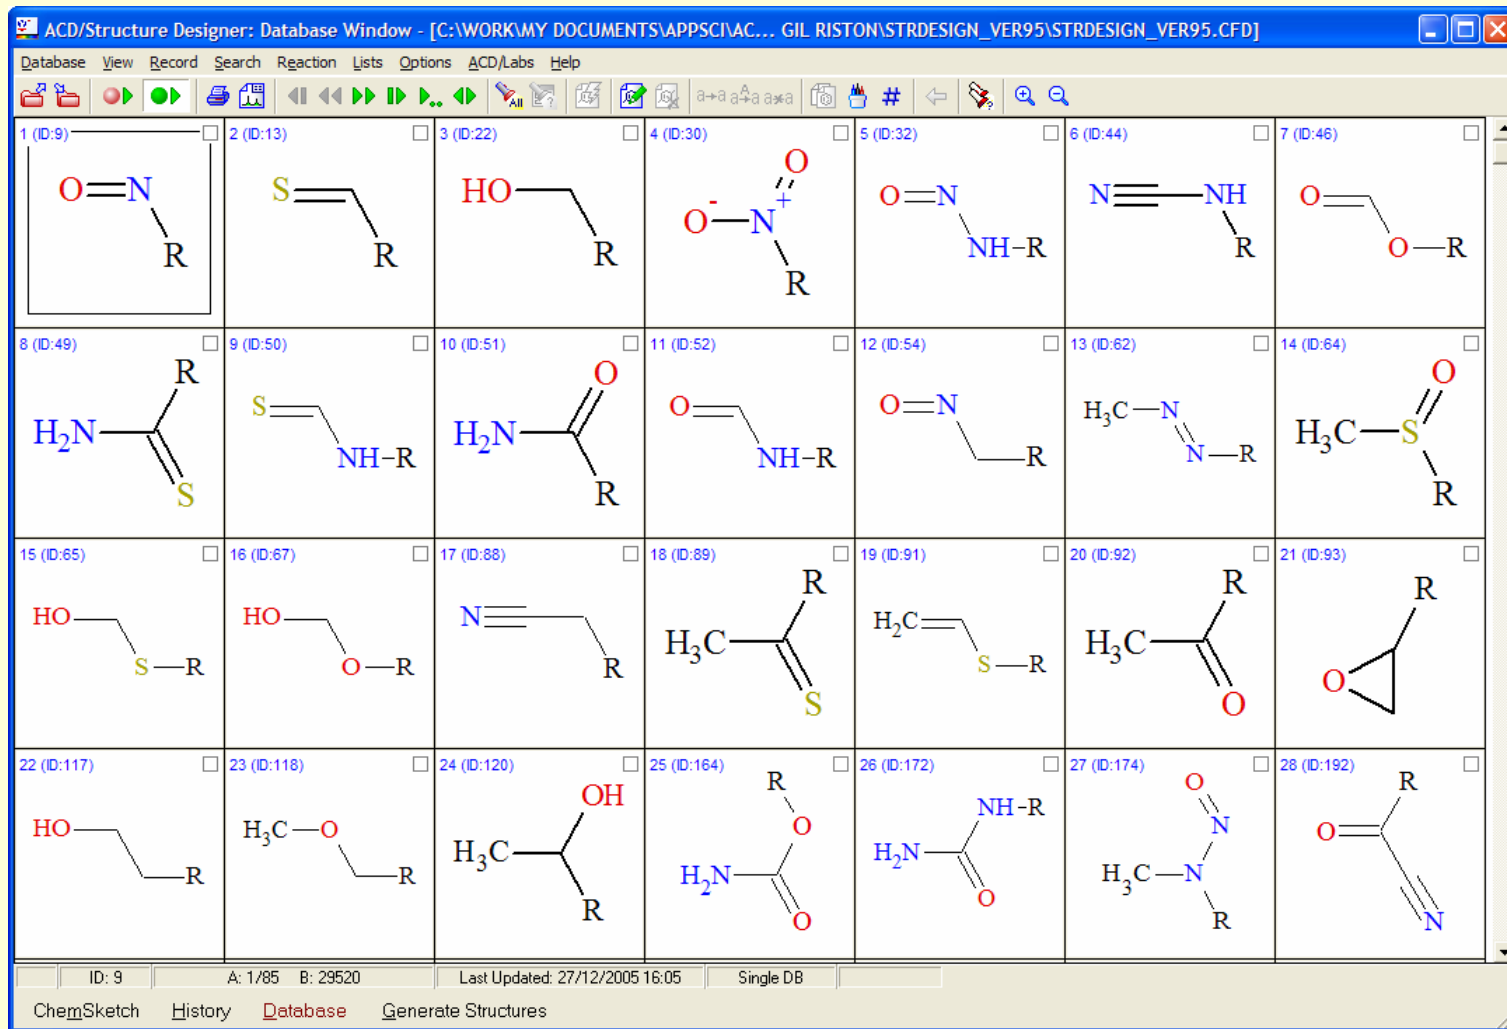 ACD/Structure Designer: Database Window - [C:\WORK\MY DOCUMENTS\APPSCI\AC... GIL RISTON\STRDESIGN_VER95\STRDESIGN_VER95.CFD]
Database View Record Search Reaction Lists Options ACD/Labs Help
All a→a a→a a≠a #
1 (ID:9) 2 (ID:13) 3 (ID:22) 4 (ID:30) 5 (ID:32) 6 (ID:44) 7 (ID:46)
O=N R
S R
HO R
O- N+ O R
O=N NH-R
N≡ NH R
O O R
8 (ID:49) 9 (ID:50) 10 (ID:51) 11 (ID:52) 12 (ID:54) 13 (ID:62) 14 (ID:64)
R H2N S
S NH-R
O H2N R
O NH-R
O=N R
H3C N N R
O H3C S R
15 (ID:65) 16 (ID:67) 17 (ID:88) 18 (ID:89) 19 (ID:91) 20 (ID:92) 21 (ID:93)
HO S R
HO O R
N R
R H3C S
H2C S R
R H3C O
R O
22 (ID:117) 23 (ID:118) 24 (ID:120) 25 (ID:164) 26 (ID:172) 27 (ID:174) 28 (ID:192)
HO R
H3C O R
OH H3C R
R O H2N O
NH-R H2N O
O N H3C N R
R O N
ID: 9 A: 1/85 B: 29520 Last Updated: 27/12/2005 16:05 Single DB
ChemSketch History Database Generate Structures